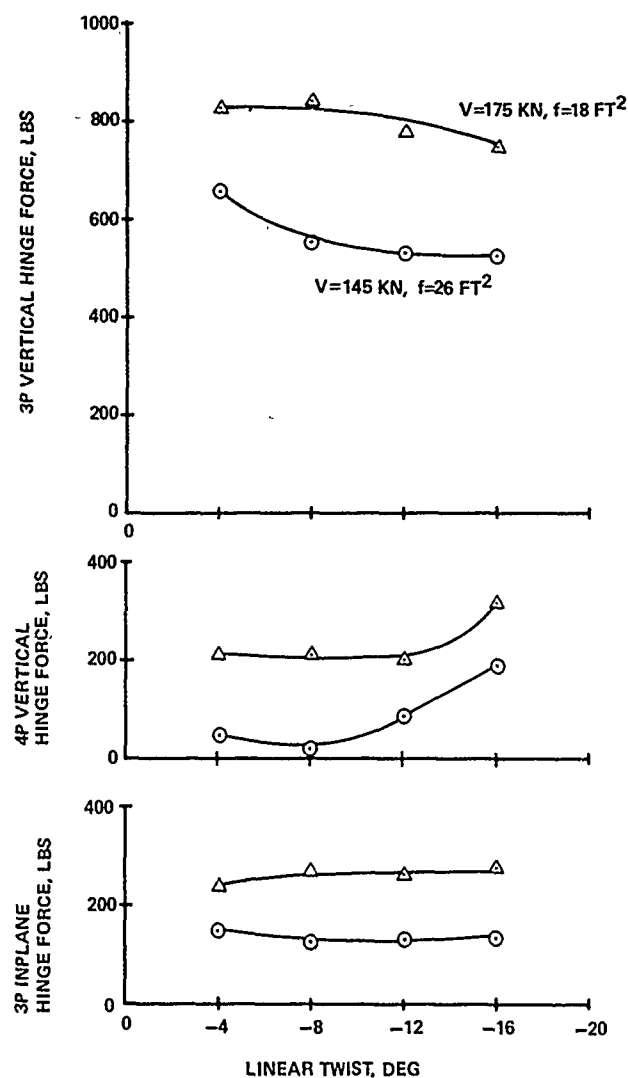 1000
800
600
400
200
0
0
3P VERTICAL HINGE FORCE, LBS
V=175 KN, f=18 FT²
V=145 KN, f=26 FT²
400
200
0
4P VERTICAL
HINGE FORCE, LBS
400
200
0
3P INPLANE
HINGE FORCE, LBS
0 -4 -8 -12 -16 -20
LINEAR TWIST, DEG